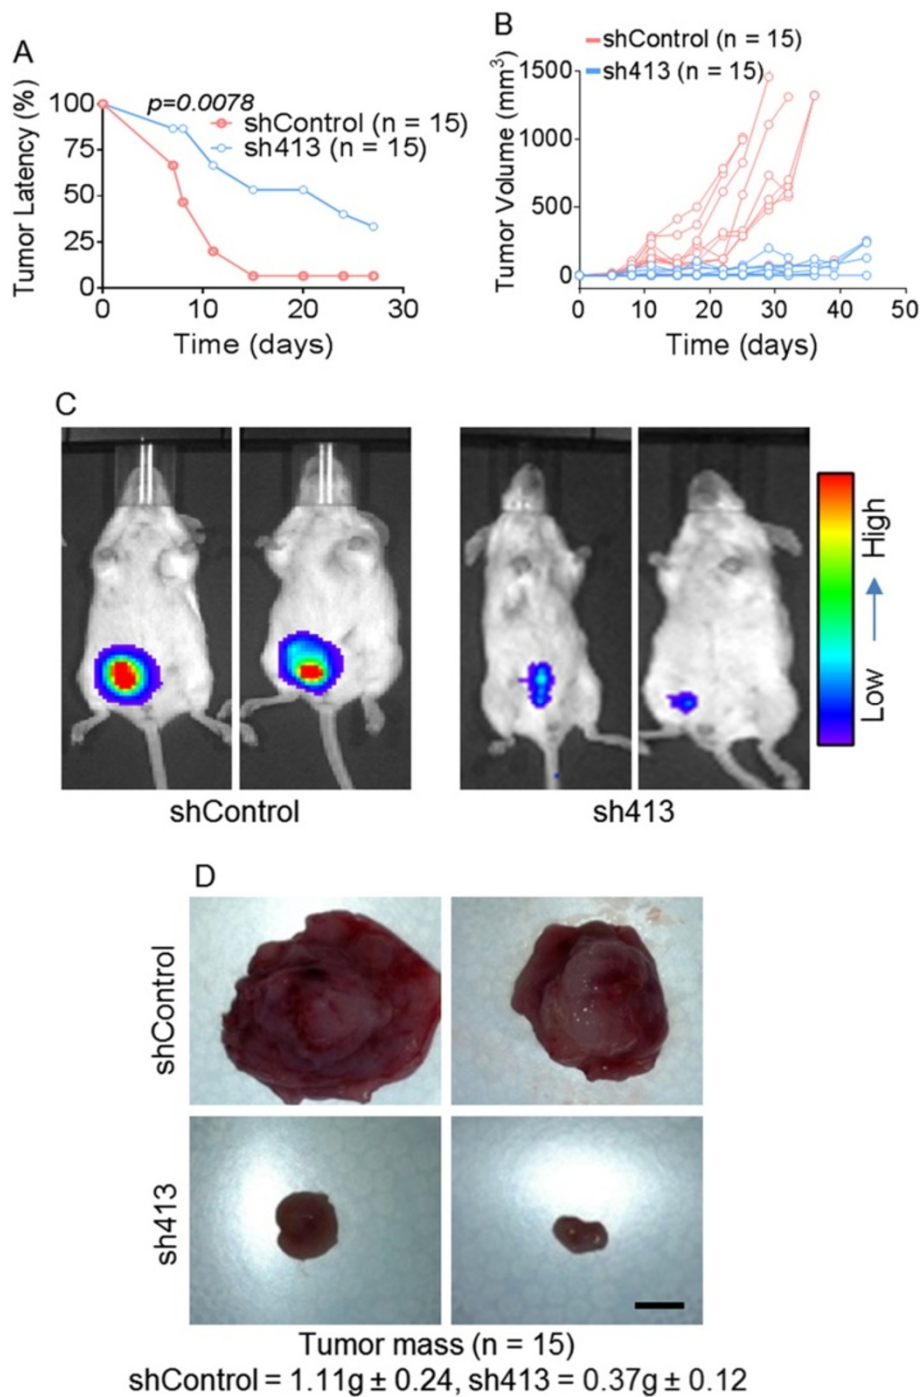 A
Tumor Latency (%)
100
75
50
25
0
p=0.0078
shControl (n = 15)
sh413 (n = 15)
0 10 20 30
Time (days)
B
shControl (n = 15)
sh413 (n = 15)
Tumor Volume (mm³)
1500
1000
500
0
0 10 20 30 40 50
Time (days)
C
Low
High
shControl
sh413
D
shControl
sh413
Tumor mass (n = 15)
shControl = 1.11g ± 0.24, sh413 = 0.37g ± 0.12